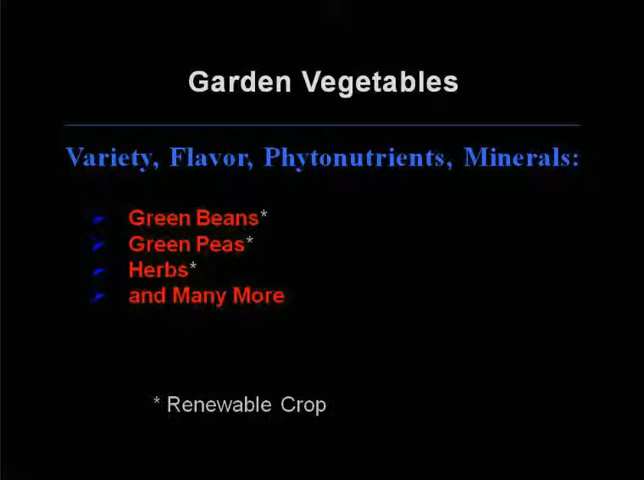 Garden Vegetables
Variety, Flavor, Phytonutrients, Minerals:
Green Beans*
Green Peas*
Herbs*
and Many More
* Renewable Crop